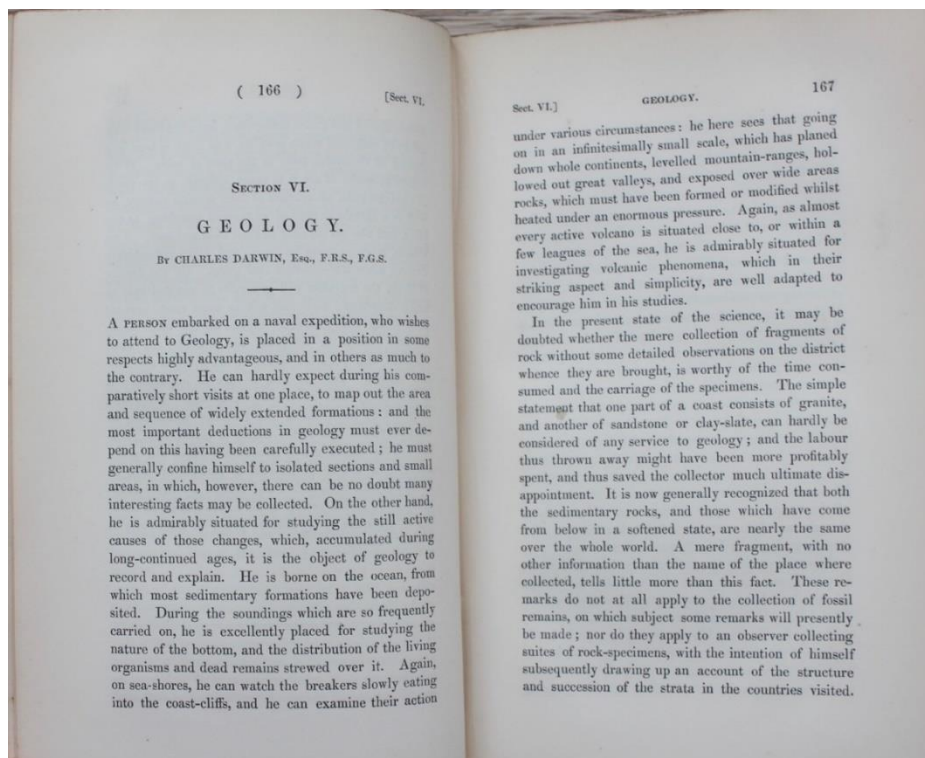 ( 166 ) [Sect. VI.
SECTION VI.
GEOLOGY.
BY CHARLES DARWIN, ESQ., F.R.S., F.G.S.
A PERSON embarked on a naval expedition, who wishes
to attend to Geology, is placed in a position in some
respects highly advantageous, and in others as much to
the contrary. He can hardly expect during his com-
paratively short visits at one place, to map out the area
and sequence of widely extended formations : and the
most important deductions in geology must ever de-
pend on this having been carefully executed ; he must
generally confine himself to isolated sections and small
areas, in which, however, there can be no doubt many
interesting facts may be collected. On the other hand,
he is admirably situated for studying the still active
causes of those changes, which, accumulated during
long-continued ages, it is the object of geology to
record and explain. He is borne on the ocean, from
which most sedimentary formations have been depo-
sited. During the soundings which are so frequently
carried on, he is excellently placed for studying the
nature of the bottom, and the distribution of the living
organisms and dead remains strewed over it. Again,
on sea-shores, he can watch the breakers slowly eating
into the coast-cliffs, and he can examine their action
Sect. VI.] GEOLOGY. 167
under various circumstances : he here sees that going
on in an infinitesimally small scale, which has planed
down whole continents, levelled mountain-ranges, hol-
lowed out great valleys, and exposed over wide areas
rocks, which must have been formed or modified whilst
heated under an enormous pressure. Again, as almost
every active volcano is situated close to, or within a
few leagues of the sea, he is admirably situated for
investigating volcanic phenomena, which in their
striking aspect and simplicity, are well adapted to
encourage him in his studies.
In the present state of the science, it may be
doubted whether the mere collection of fragments of
rock without some detailed observations on the district
whence they are brought, is worthy of the time con-
sumed and the carriage of the specimens. The simple
statement that one part of a coast consists of granite,
and another of sandstone or clay-slate, can hardly be
considered of any service to geology ; and the labour
thus thrown away might have been more profitably
spent, and thus saved the collector much ultimate dis-
appointment. It is now generally recognized that both
the sedimentary rocks, and those which have come
from below in a softened state, are nearly the same
over the whole world. A mere fragment, with no
other information than the name of the place where
collected, tells little more than this fact. These re-
marks do not at all apply to the collection of fossil
remains, on which subject some remarks will presently
be made ; nor do they apply to an observer collecting
suites of rock-specimens, with the intention of himself
subsequently drawing up an account of the structure
and succession of the strata in the countries visited.